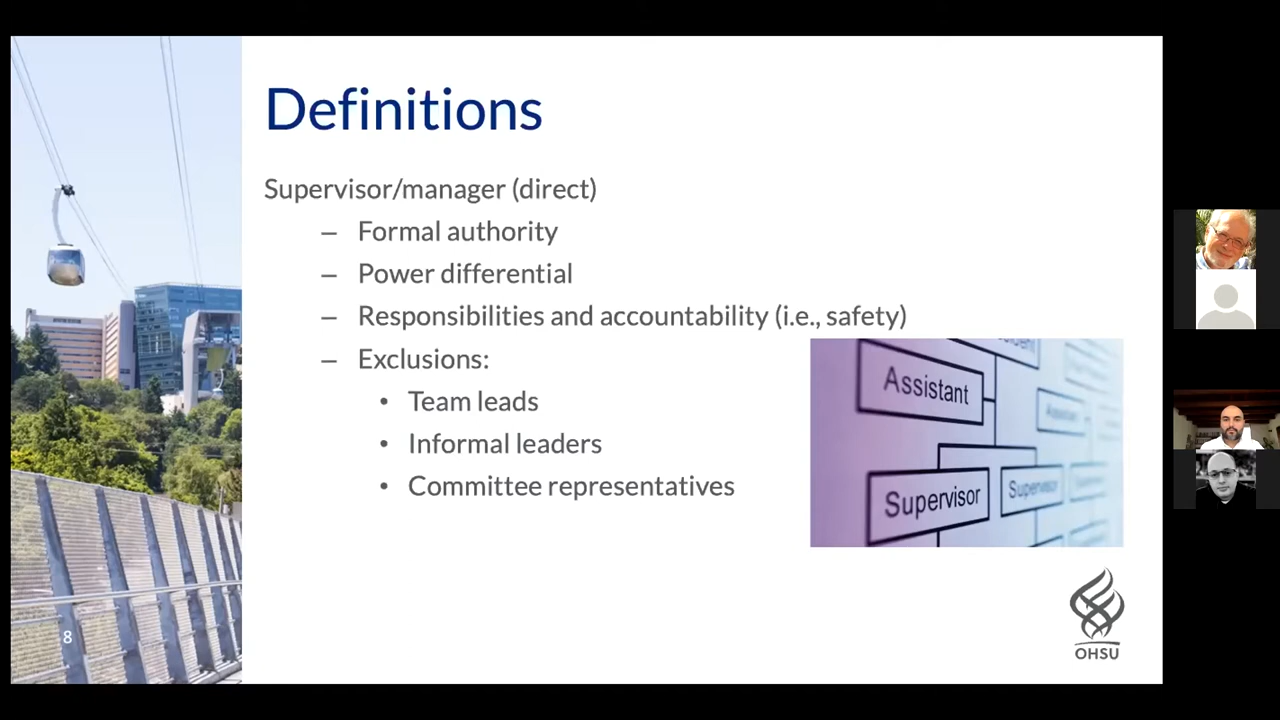 Definitions
Supervisor/manager (direct)
– Formal authority
– Power differential
– Responsibilities and accountability (i.e., safety)
– Exclusions:
• Team leads
• Informal leaders
• Committee representatives
Assistant
Supervisor
Supervisor
8
OHSU